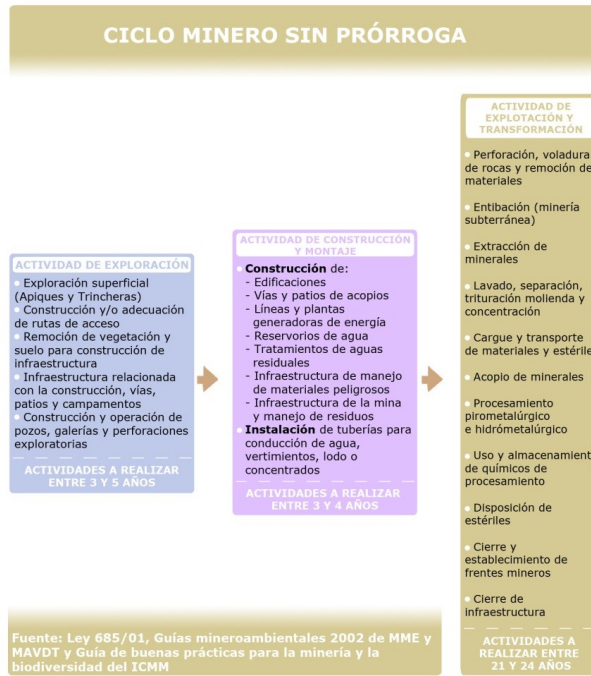 CICLO MINERO SIN PRÓRROGA
ACTIVIDAD DE EXPLORACIÓN
Exploración superficial
(Apiques y Trincheras)
Construcción y/o adecuación
de rutas de acceso
Remoción de vegetación y
suelo para construcción de
infraestructura
Infraestructura relacionada
con la construcción, vías,
patios y campamentos
Construcción y operación de
pozos, galerías y perforaciones
exploratorias
ACTIVIDADES A REALIZAR
ENTRE 3 Y 5 AÑOS
ACTIVIDAD DE CONSTRUCCIÓN
Y MONTAJE
Construcción de:
- Edificaciones
- Vías y patios de acopios
- Líneas y plantas
generadoras de energía
- Reservorios de agua
- Tratamientos de aguas
residuales
- Infraestructura de manejo
de materiales peligrosos
- Infraestructura de la mina
y manejo de residuos
Instalación de tuberías para
conducción de agua,
vertimientos, lodo o
concentrados
ACTIVIDADES A REALIZAR
ENTRE 3 Y 4 AÑOS
ACTIVIDAD DE
EXPLOTACIÓN Y
TRANSFORMACIÓN
Perforación, voladura
de rocas y remoción de
materiales
Entibación (minería
subterránea)
Extracción de
minerales
Lavado, separación,
trituración molienda y
concentración
Cargue y transporte
de materiales y estérile
Acopio de minerales
Procesamiento
pirometalúrgico
e hidrómetalúrgico
Uso y almacenamient
de químicos de
procesamiento
Disposición de
estériles
Cierre y
establecimiento de
frentes mineros
Cierre de
infraestructura
ACTIVIDADES A
REALIZAR ENTRE
21 Y 24 AÑOS
Fuente: Ley 685/01, Guías mineroambientales 2002 de MME y
MAVDT y Guía de buenas prácticas para la minería y la
biodiversidad del ICMM